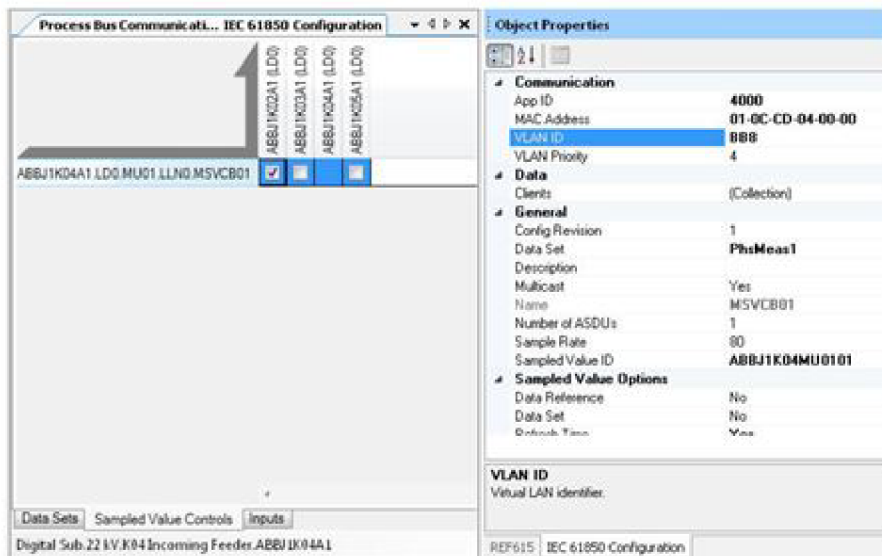 Process Bus Communicati... IEC 61850 Configuration
ABBJ1K02A1 (LD0)
ABBJ1K03A1 (LD0)
ABBJ1K04A1 (LD0)
ABBJ1K05A1 (LD0)
ABBJ1K04A1.LD0.MU01.LLN0.MSVCB01
Data Sets Sampled Value Controls Inputs
Digital Sub.22 kV.K04 Incoming Feeder.ABBJ1K04A1
Object Properties
Communication
App ID 4000
MAC Address 01-0C-CD-04-00-00
VLAN ID BB8
VLAN Priority 4
Data
Clients (Collection)
General
Config Revision 1
Data Set PhsMeas1
Description
Multicast Yes
Name MSVCB01
Number of ASDUs 1
Sample Rate 80
Sampled Value ID ABBJ1K04MU0101
Sampled Value Options
Data Reference No
Data Set No
Refresh Time Yes
VLAN ID
Virtual LAN identifier.
REF615 IEC 61850 Configuration